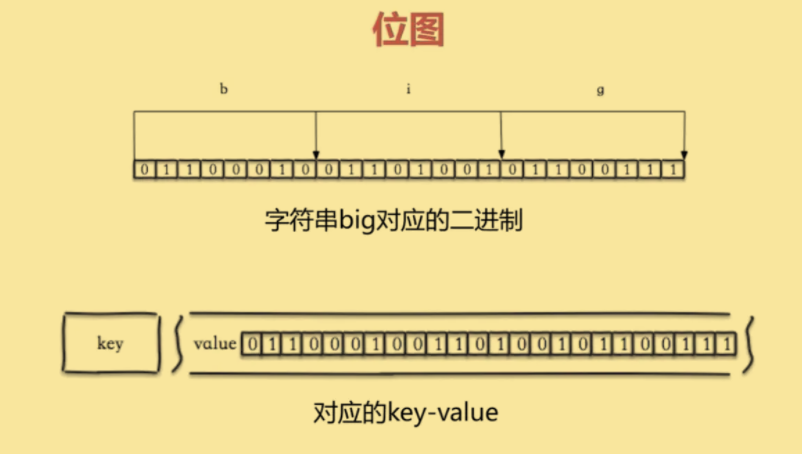 位图
b i g
0 1 1 0 0 0 1 0 0 1 1 0 1 0 0 1 0 1 1 0 0 1 1 1
字符串big对应的二进制
key value 0 1 1 0 0 0 1 0 0 1 1 0 1 0 0 1 0 1 1 0 0 1 1 1
对应的key-value